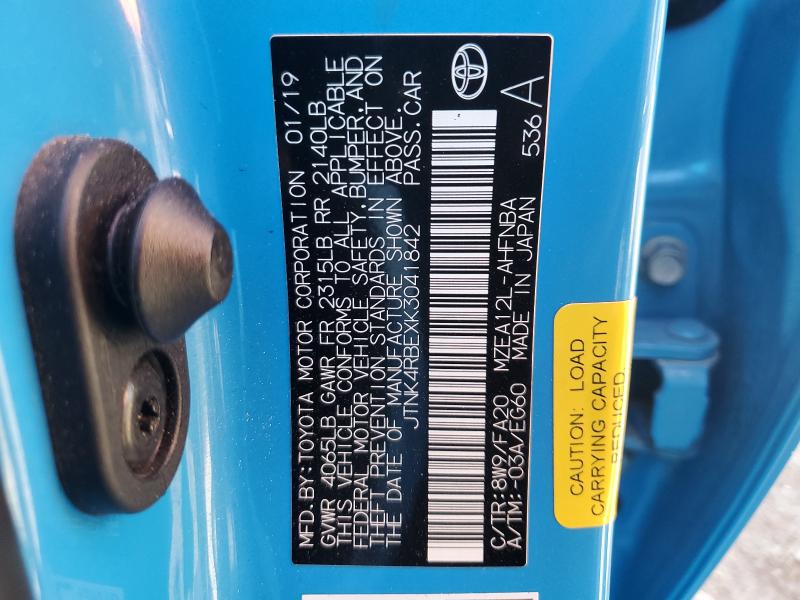 MFD.BY:TOYOTA MOTOR CORPORATION 01/19
GVWR 4065LB GAWR FR 2315LB RR 2140LB
THIS VEHICLE CONFORMS TO ALL APPLICABLE
FEDERAL MOTOR VEHICLE SAFETY, BUMPER, AND
THEFT PREVENTION STANDARDS IN EFFECT ON
THE DATE OF MANUFACTURE SHOWN ABOVE.
JTNK4RBEXK3041842 PASS.CAR
C/TR:8W9/FA20 MZEA12L-AHFNBA
A/TM:-03A/EG60 MADE IN JAPAN 536 A
CAUTION: LOAD
CARRYING CAPACITY
REDUCED.